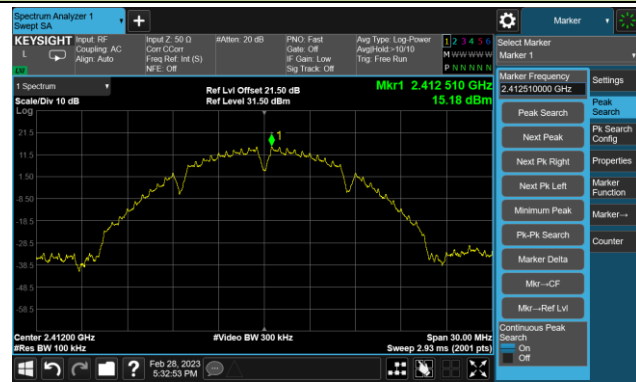 Spectrum Analyzer 1
Swept SA
Marker
KEYSIGHT
L
Input: RF
Coupling: AC
Align: Auto
Input Z: 50 Ω
Corr CCorr
Freq Ref: Int (S)
NFE: Off
#Atten: 20 dB
PNO: Fast
Gate: Off
IF Gain: Low
Sig Track: Off
Avg Type: Log-Power
Avg|Hold:>10/10
Trig: Free Run
1 2 3 4 5 6
M W W W W W
P N N N N N
Select Marker
Marker 1
1 Spectrum
Scale/Div 10 dB
Log
Ref Lvl Offset 21.50 dB
Ref Level 31.50 dBm
Mkr1 2.412 510 GHz
15.18 dBm
1
21.5
11.5
1.50
-8.50
-18.5
-28.5
-38.5
-48.5
-58.5
Center 2.41200 GHz
#Res BW 100 kHz
#Video BW 300 kHz
Span 30.00 MHz
Sweep 2.93 ms (2001 pts)
Marker Frequency
2.412510000 GHz
Peak Search
Next Peak
Next Pk Right
Next Pk Left
Minimum Peak
Pk-Pk Search
Marker Delta
Mkr→CF
Mkr→Ref Lvl
Continuous Peak
Search
On
Off
Settings
Peak
Search
Pk Search
Config
Properties
Marker
Function
Marker→
Counter
?
Feb 28, 2023
5:32:53 PM